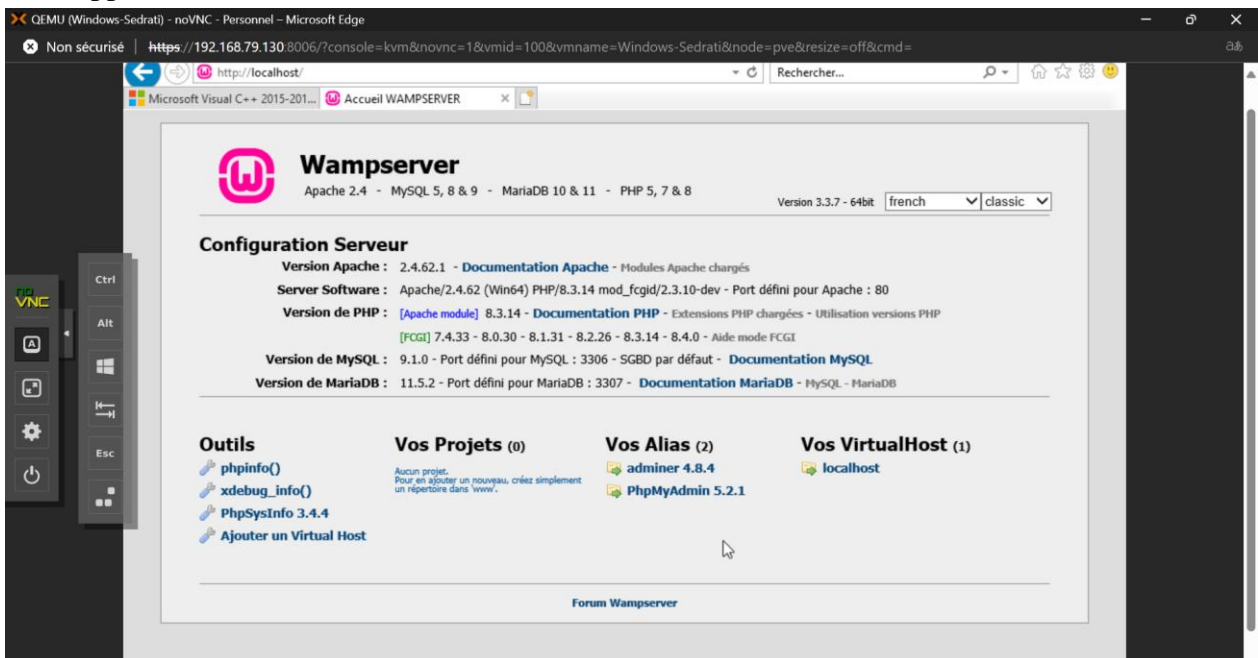 QEMU (Windows-Sedrati) - noVNC - Personnel – Microsoft Edge
Non sécurisé | https://192.168.79.130:8006/?console=kvm&novnc=1&vmid=100&vmname=Windows-Sedrati&node=pve&resize=off&cmd=
aあ
http://localhost/
Rechercher...
Microsoft Visual C++ 2015-201... Accueil WAMPSERVER
Wampserver
Apache 2.4 - MySQL 5, 8 & 9 - MariaDB 10 & 11 - PHP 5, 7 & 8
Version 3.3.7 - 64bit french classic
Configuration Serveur
Version Apache : 2.4.62.1 - Documentation Apache - Modules Apache chargés
Server Software : Apache/2.4.62 (Win64) PHP/8.3.14 mod_fcgid/2.3.10-dev - Port défini pour Apache : 80
Version de PHP : [Apache module] 8.3.14 - Documentation PHP - Extensions PHP chargées - Utilisation versions PHP
[FCGI] 7.4.33 - 8.0.30 - 8.1.31 - 8.2.26 - 8.3.14 - 8.4.0 - Aide mode FCGI
Version de MySQL : 9.1.0 - Port défini pour MySQL : 3306 - SGBD par défaut - Documentation MySQL
Version de MariaDB : 11.5.2 - Port défini pour MariaDB : 3307 - Documentation MariaDB - MySQL - MariaDB
Outils
phpinfo()
xdebug_info()
PhpSysInfo 3.4.4
Ajouter un Virtual Host
Vos Projets (0)
Aucun projet.
Pour en ajouter un nouveau, créez simplement
un répertoire dans 'www'.
Vos Alias (2)
adminer 4.8.4
PhpMyAdmin 5.2.1
Vos VirtualHost (1)
localhost
Forum Wampserver
no
VNC
A
Ctrl
Alt
Esc